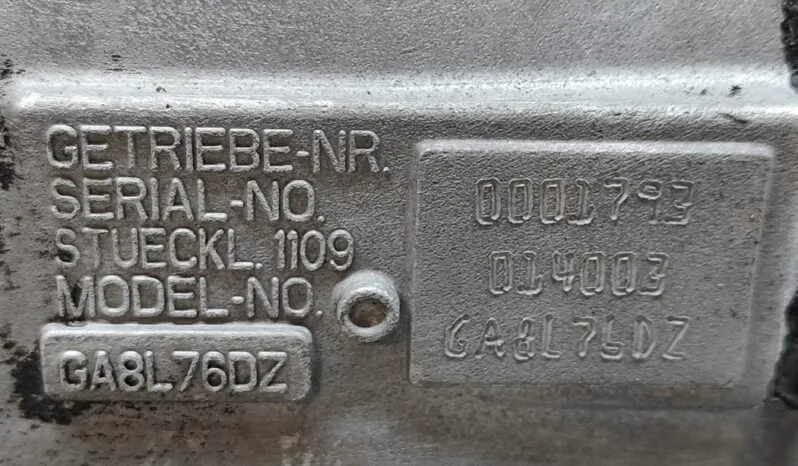 GETRIEBE-NR.
SERIAL-NO.
STUECKL. 1109
MODEL-NO.
GA8L76DZ
0001793
014003
GA8L76DZ